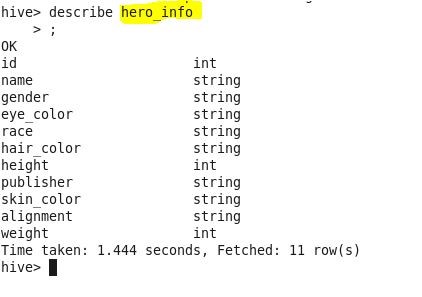 hive> describe hero_info
    > ;
OK
id                      int
name                    string
gender                  string
eye_color               string
race                    string
hair_color              string
height                  int
publisher               string
skin_color              string
alignment               string
weight                  int
Time taken: 1.444 seconds, Fetched: 11 row(s)
hive>